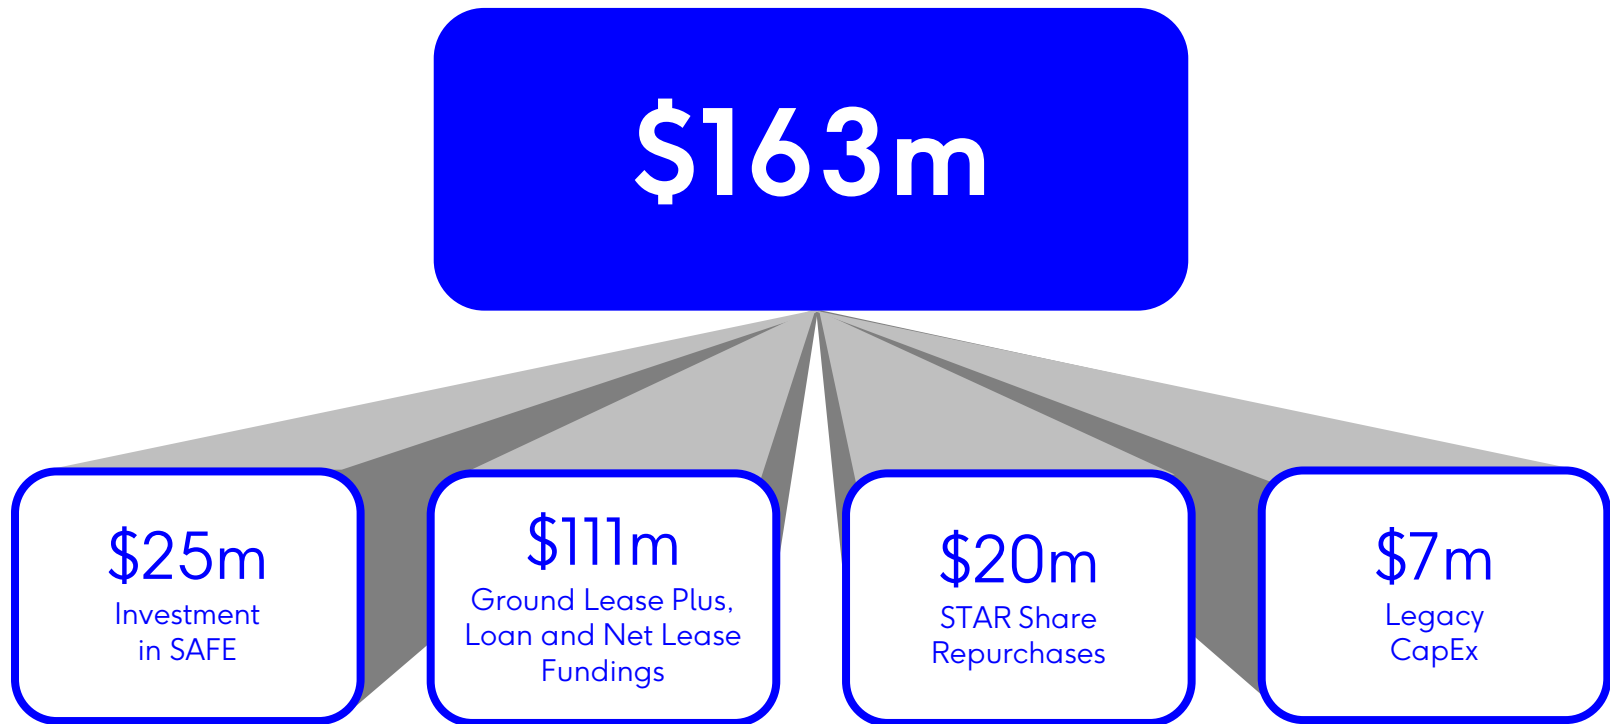 $163m
$25m
Investment
in SAFE
$111m
Ground Lease Plus,
Loan and Net Lease
Fundings
$20m
STAR Share
Repurchases
$7m
Legacy
CapEx